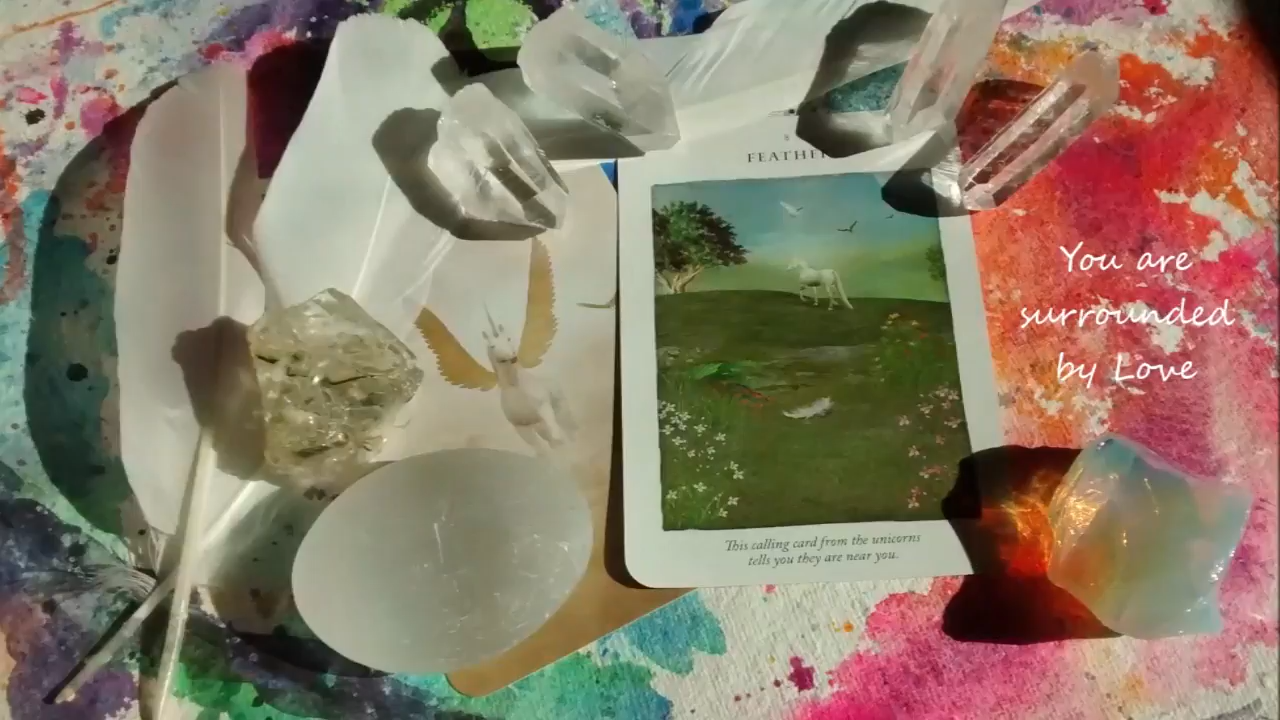 FEATHE
This calling card from the unicorns
tells you they are near you.
You are
surrounded
by Love